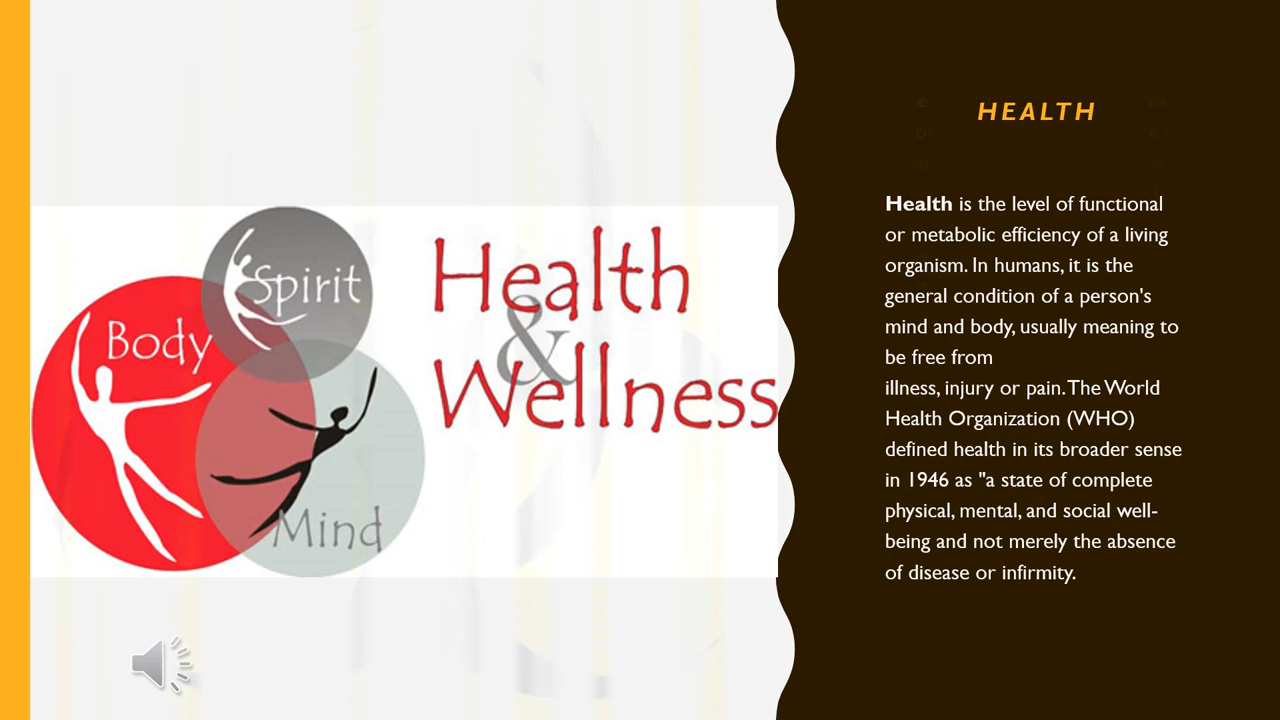 Spirit
Body
Mind
Health
&
Wellness
HEALTH
Health is the level of functional
or metabolic efficiency of a living
organism. In humans, it is the
general condition of a person's
mind and body, usually meaning to
be free from
illness, injury or pain. The World
Health Organization (WHO)
defined health in its broader sense
in 1946 as "a state of complete
physical, mental, and social well-
being and not merely the absence
of disease or infirmity.